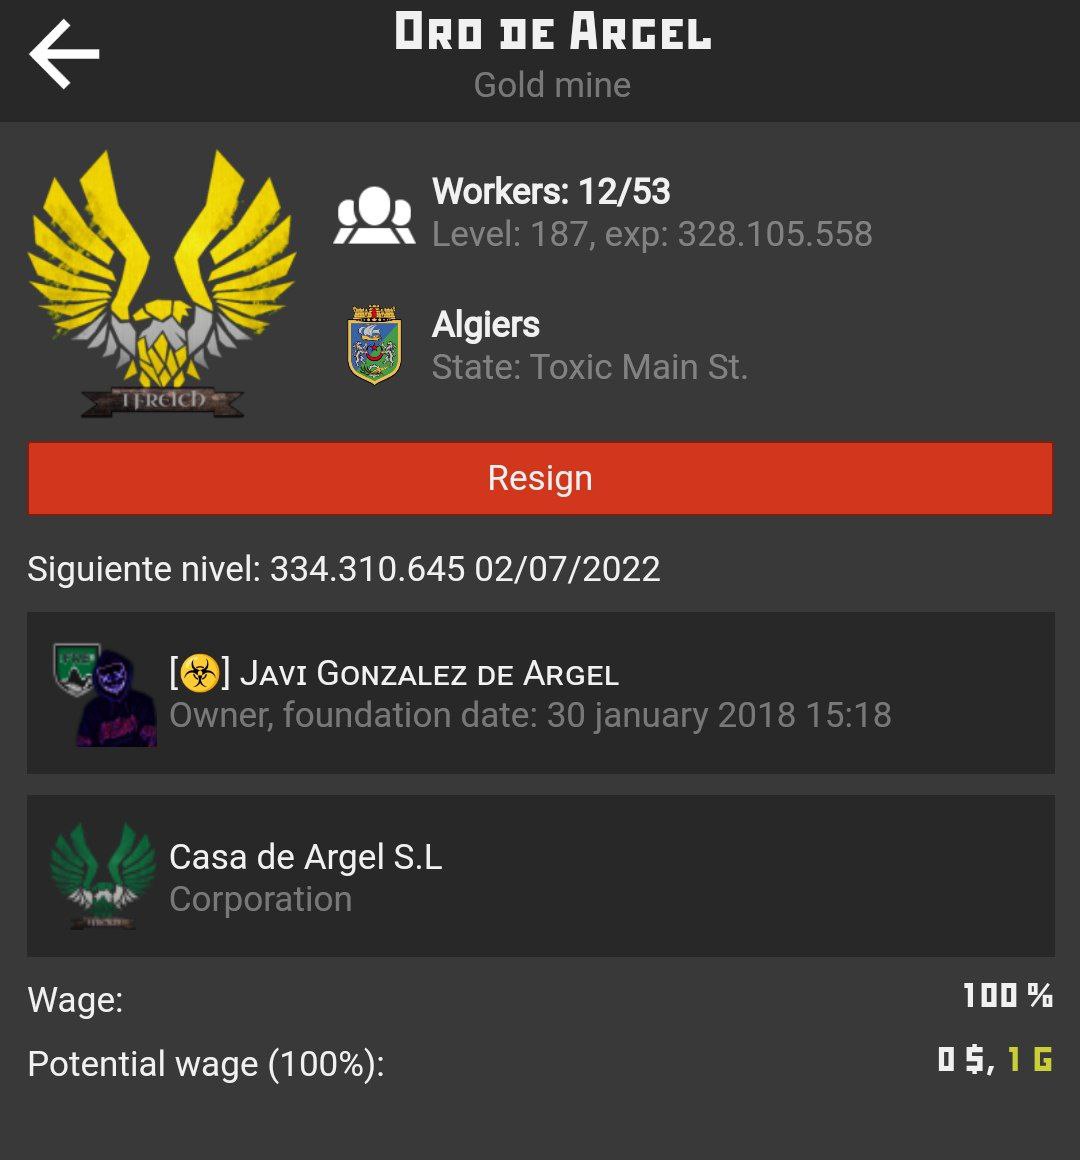 Oro de Argel
Gold mine
Workers: 12/53
Level: 187, exp: 328.105.558
TFREICH
Algiers
State: Toxic Main St.
Resign
Siguiente nivel: 334.310.645 02/07/2022
[☣] Javi Gonzalez de Argel
Owner, foundation date: 30 january 2018 15:18
Casa de Argel S.L
Corporation
Wage:
100 %
Potential wage (100%):
0 $, 1 G